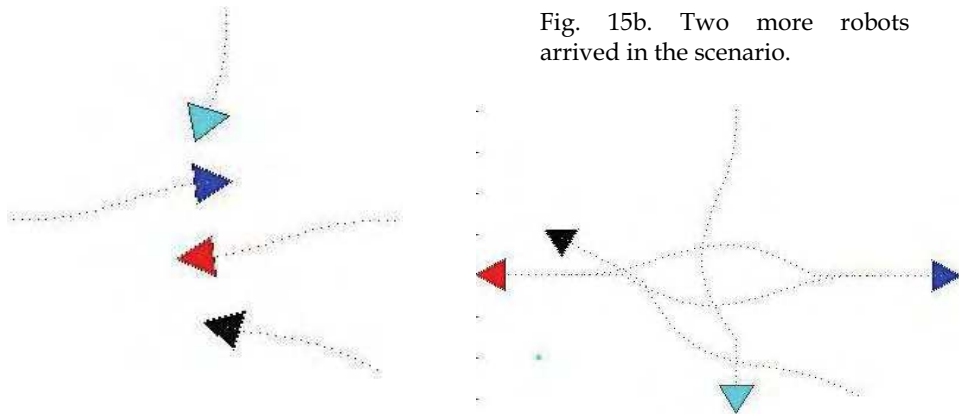 Fig. 15b. Two more robots
arrived in the scenario.